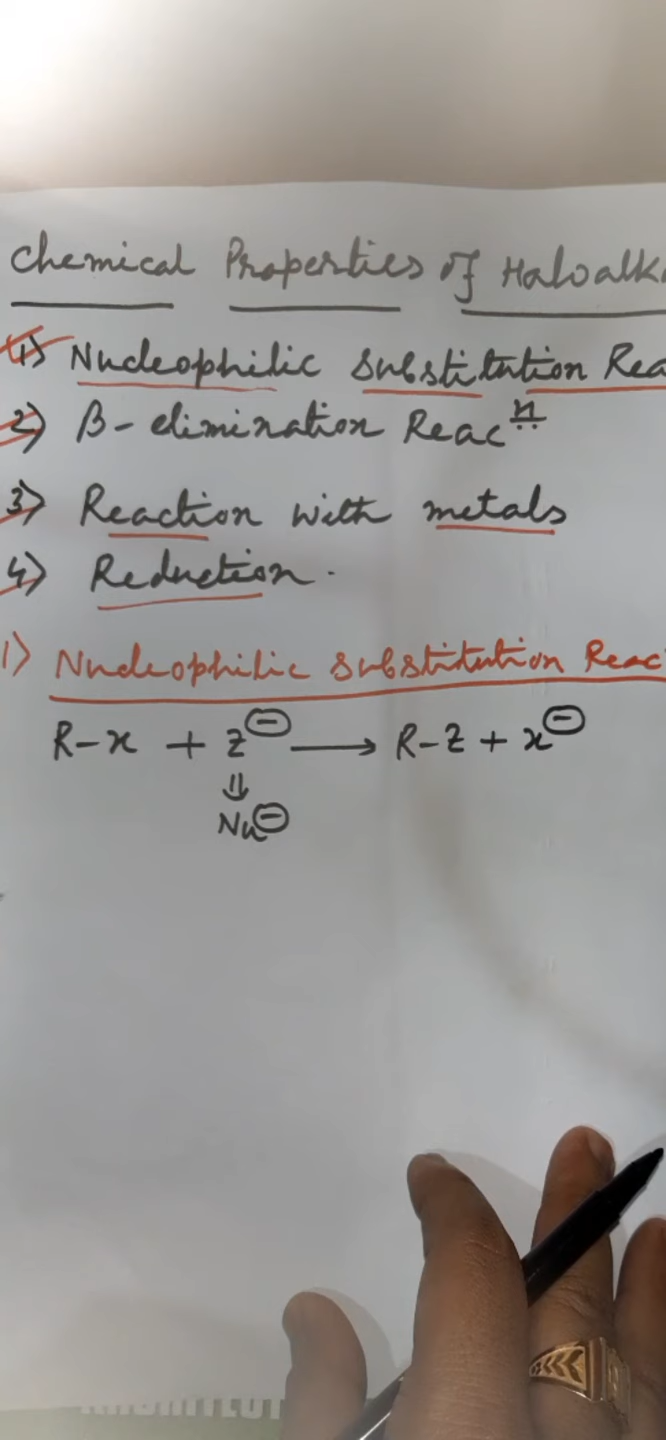 Chemical Properties of Haloalk
1) Nucleophilic Substitution Rea
2) β-elimination Reacⁿ
3) Reaction with metals
4) Reduction.
1) Nucleophilic Substitution Reac
R-x + Z⊖ → R-Z + x⊖
⇓
Nu⊖